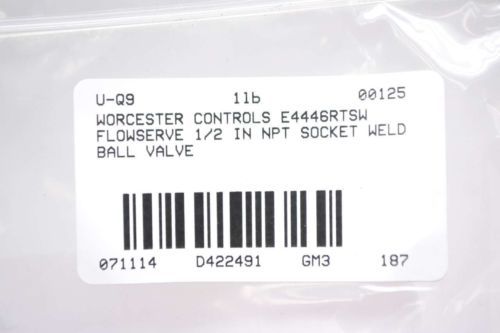 U-Q9 1lb 00125
WORCESTER CONTROLS E4446RTSW
FLOWSERVE 1/2 IN NPT SOCKET WELD
BALL VALVE
071114 D422491 GM3 187